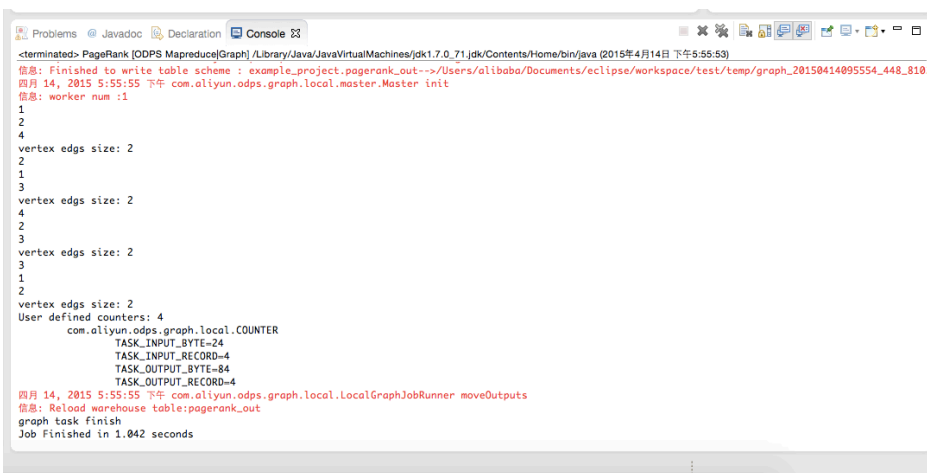 Problems @ Javadoc Declaration Console
<terminated> PageRank [ODPS Mapreduce|Graph] /Library/Java/JavaVirtualMachines/jdk1.7.0_71.jdk/Contents/Home/bin/java (2015年4月14日 下午5:55:53)
信息: Finished to write table scheme : example_project.pagerank_out-->/Users/alibaba/Documents/eclipse/workspace/test/temp/graph_20150414095554_448_810
四月 14, 2015 5:55:55 下午 com.aliyun.odps.graph.local.master.Master init
信息: worker num :1
1
2
4
vertex edgs size: 2
2
1
3
vertex edgs size: 2
4
2
3
vertex edgs size: 2
3
1
2
vertex edgs size: 2
User defined counters: 4
com.aliyun.odps.graph.local.COUNTER
TASK_INPUT_BYTE=24
TASK_INPUT_RECORD=4
TASK_OUTPUT_BYTE=84
TASK_OUTPUT_RECORD=4
四月 14, 2015 5:55:55 下午 com.aliyun.odps.graph.local.LocalGraphJobRunner moveOutputs
信息: Reload warehouse table:pagerank_out
graph task finish
Job Finished in 1.042 seconds